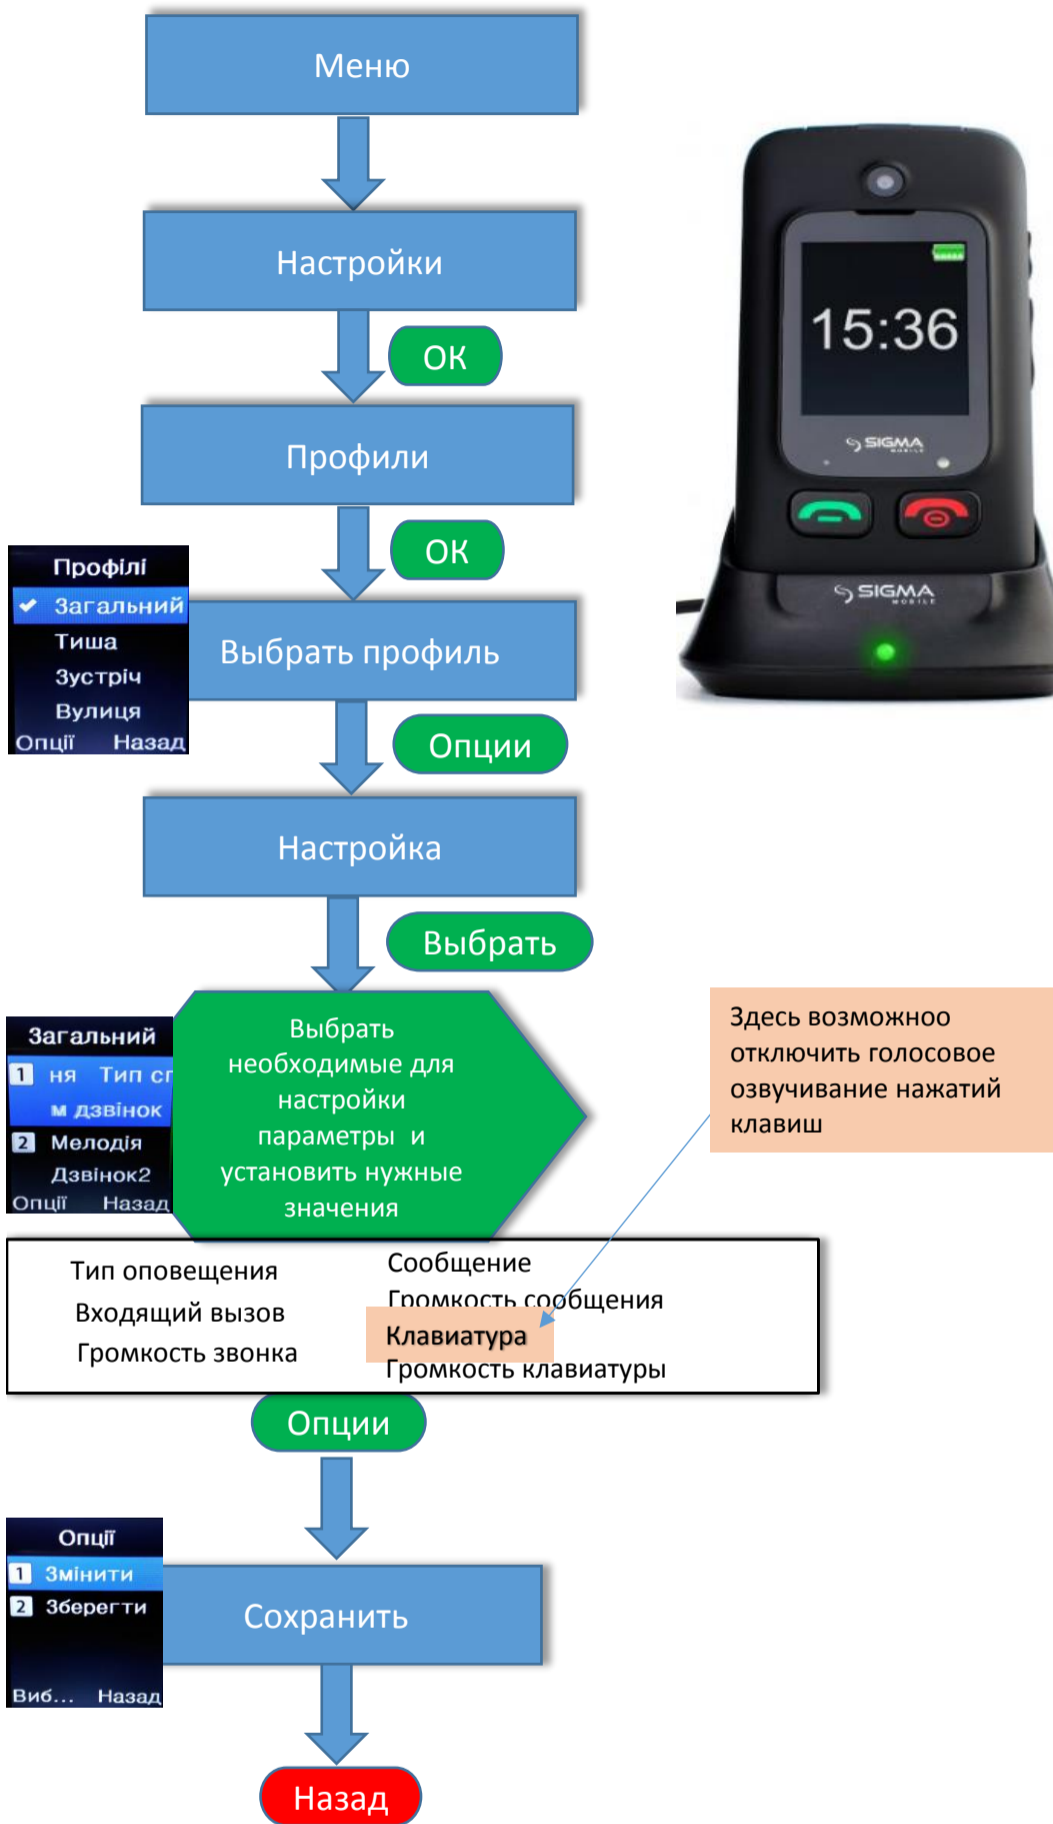 Меню
Настройки
ОК
Профили
ОК
Профілі
Загальний
Тиша
Зустріч
Вулиця
Опції Назад
Выбрать профиль
Опции
Настройка
Выбрать
15:36
SIGMA
MOBILE
SIGMA
MOBILE
Загальний
1 ня Тип сг
м дзвінок
2 Мелодія
Дзвінок2
Опції Назад
Выбрать
необходимые для
настройки
параметры и
установить нужные
значения
Здесь возможноо
отключить голосовое
озвучивание нажатий
клавиш
Тип оповещения
Входящий вызов
Громкость звонка
Сообщение
Громкость сообщения
Клавиатура
Громкость клавиатуры
Опции
Опції
1 Змінити
2 Зберегти
Виб... Назад
Сохранить
Назад